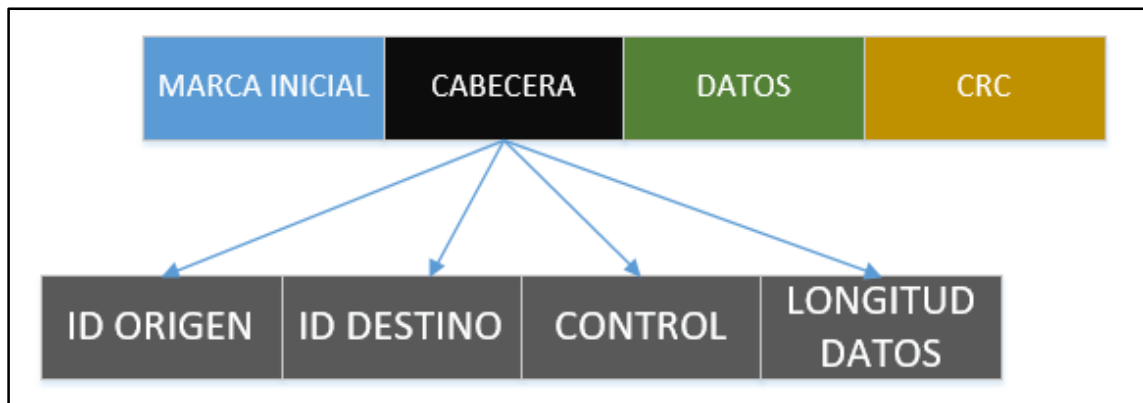 MARCA INICIAL
CABECERA
DATOS
CRC
ID ORIGEN
ID DESTINO
CONTROL
LONGITUD
DATOS